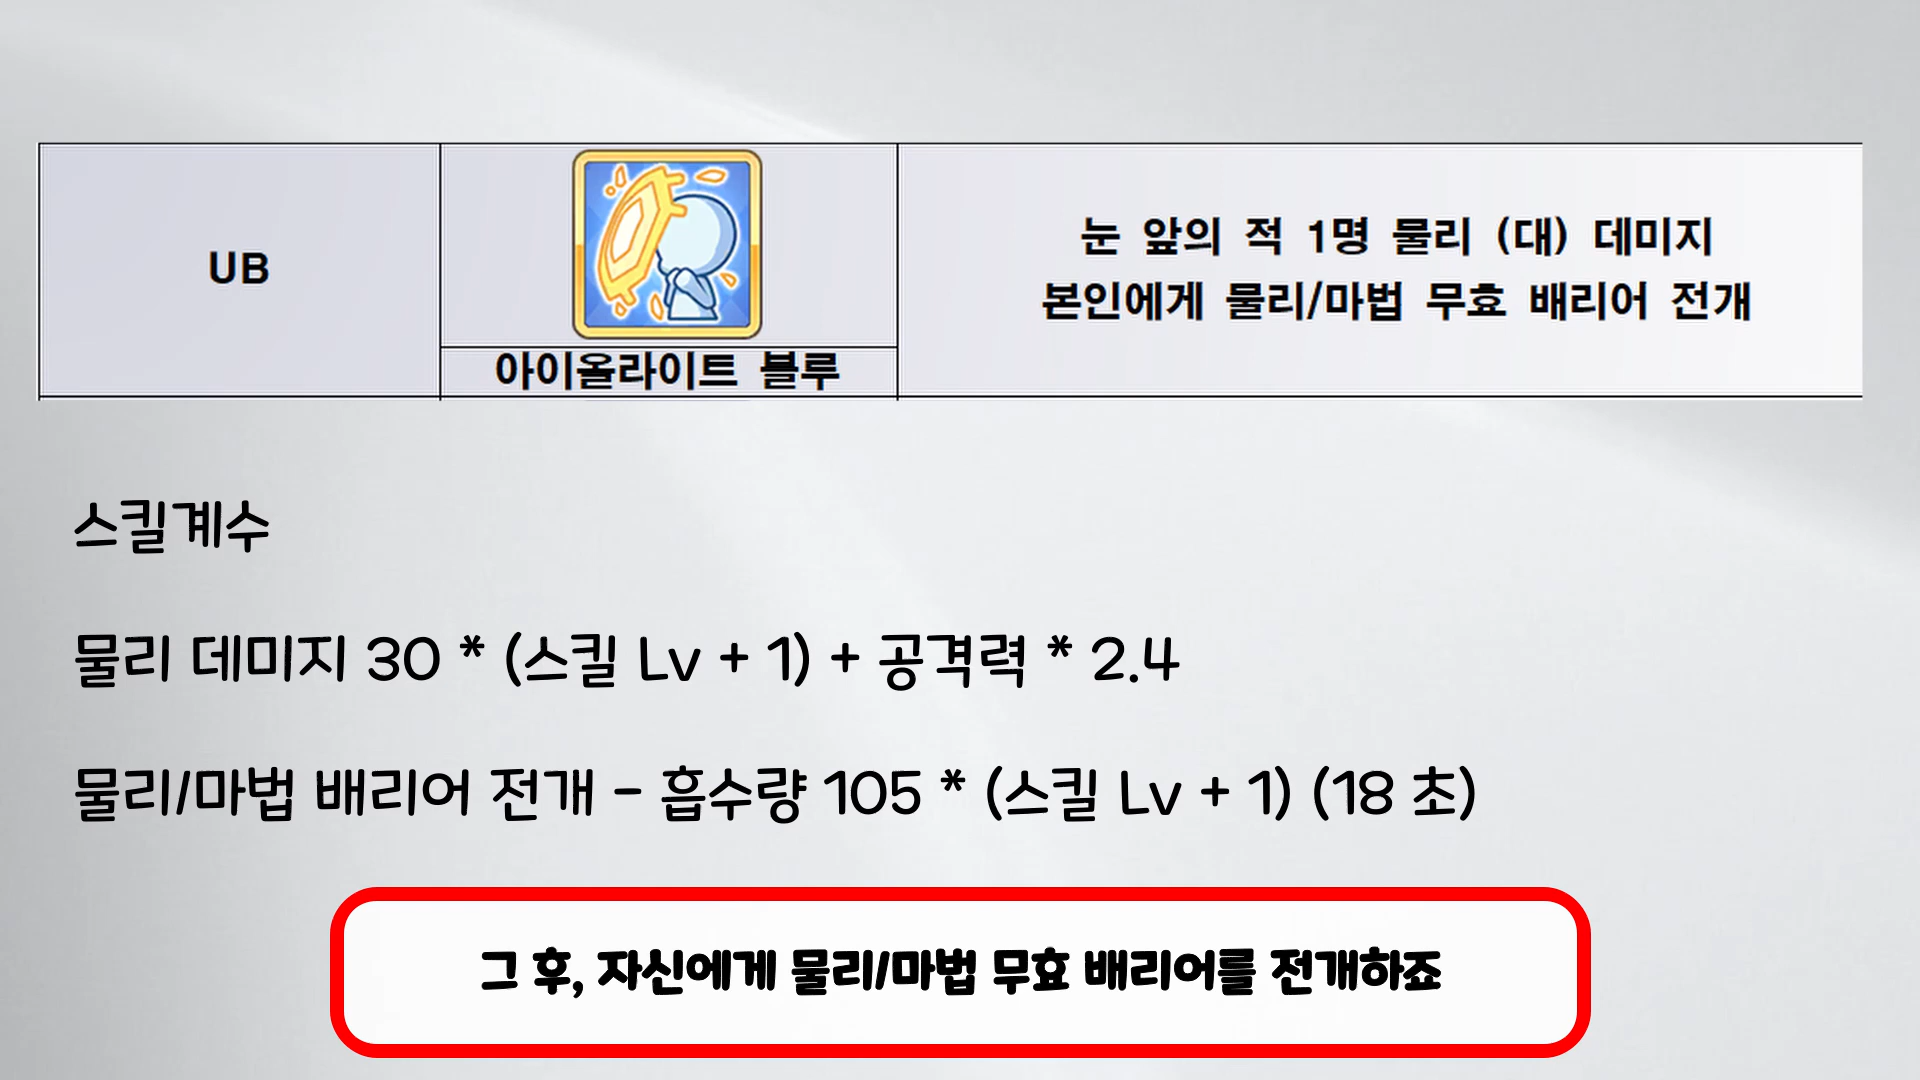 UB
눈 앞의 적 1명 물리 (대) 데미지
본인에게 물리/마법 무효 배리어 전개
아이올라이트 블루
스킬계수
물리 데미지 30 * (스킬 Lv + 1) + 공격력 * 2.4
물리/마법 배리어 전개 - 흡수량 105 * (스킬 Lv + 1) (18 초)
그 후, 자신에게 물리/마법 무효 배리어를 전개하죠